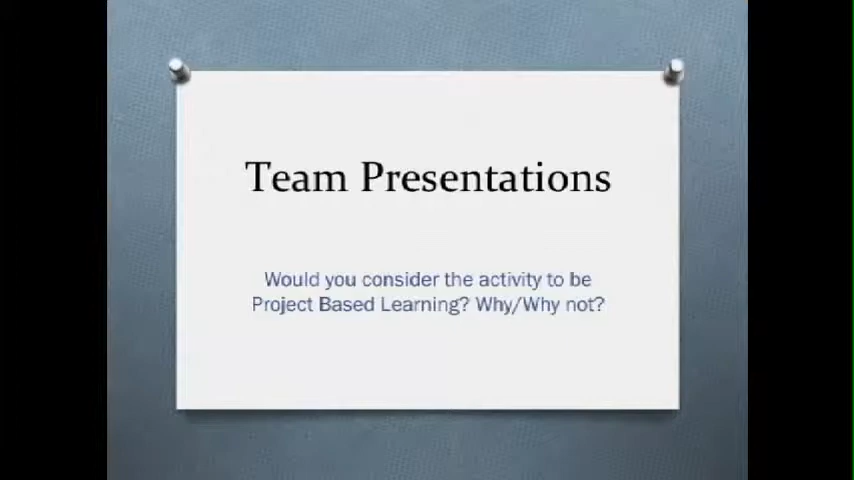 Team Presentations
Would you consider the activity to be
Project Based Learning? Why/Why not?